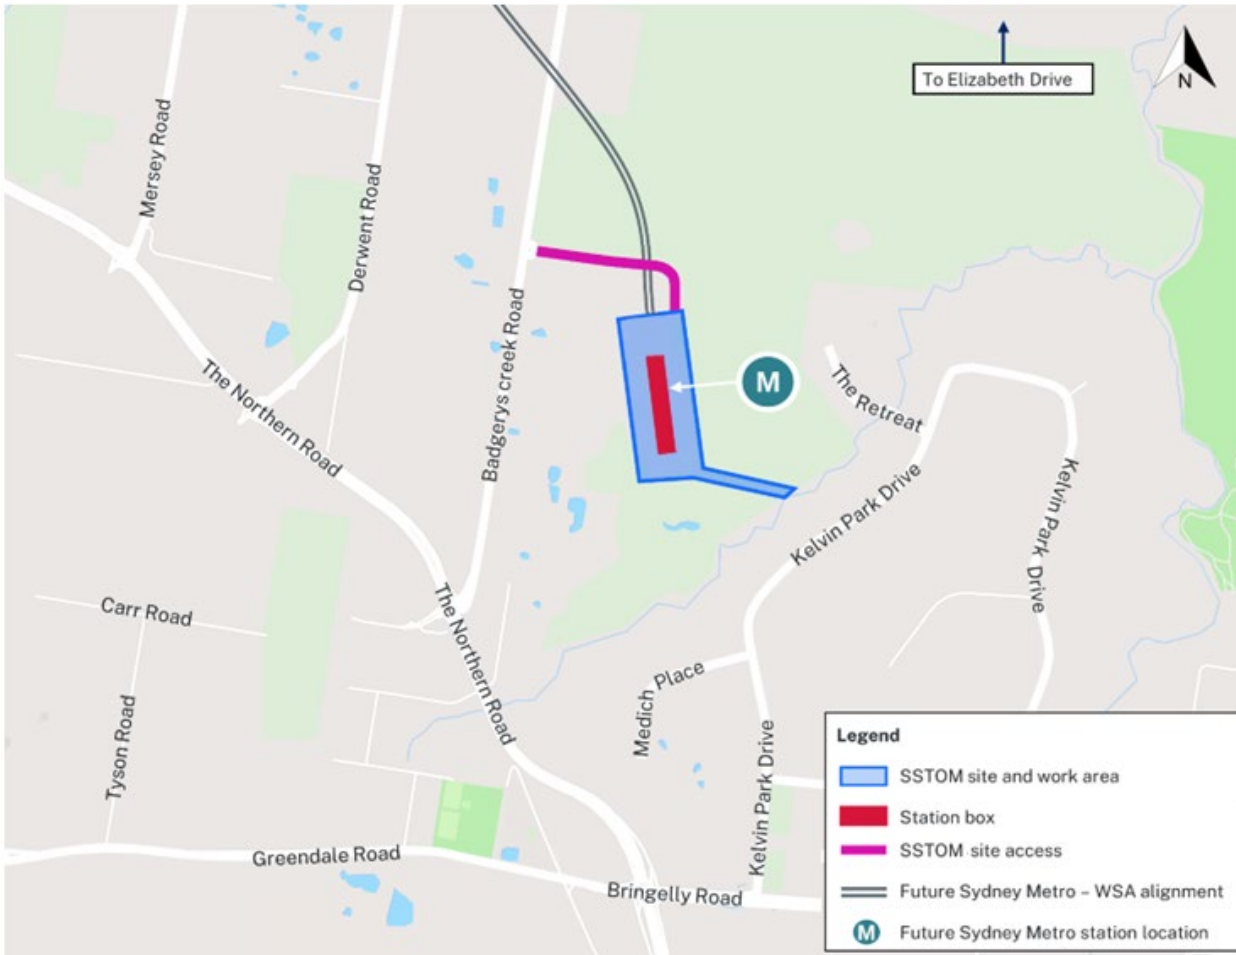 To Elizabeth Drive
N
Mersey Road
Derwent Road
Badgerys creek Road
The Northern Road
M
The Retreat
Kelvin Park Drive
Kelvin Park Drive
Carr Road
The Northern Road
Tyson Road
Medich Place
Kelvin Park Drive
Greendale Road
Bringelly Road
Legend
SSTOM site and work area
Station box
SSTOM site access
Future Sydney Metro – WSA alignment
M Future Sydney Metro station location